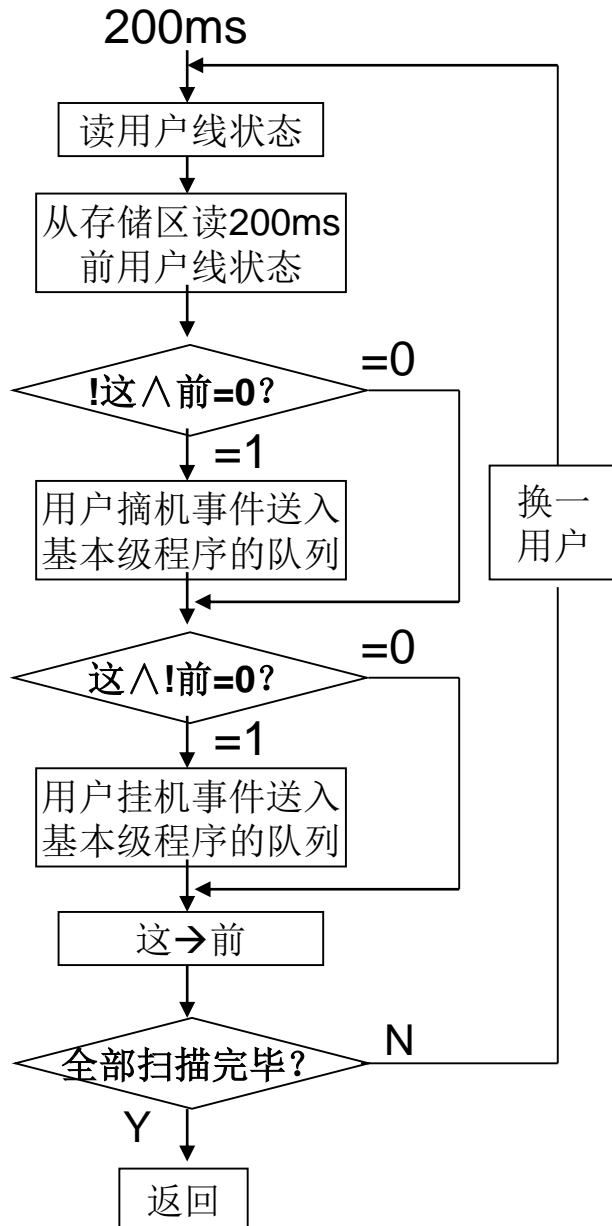 200ms
读用户线状态
从存储区读200ms
前用户线状态
!这∧前=0?
=0
=1
用户摘机事件送入
基本级程序的队列
换一
用户
这∧!前=0?
=0
=1
用户挂机事件送入
基本级程序的队列
这→前
全部扫描完毕?
N
Y
返回